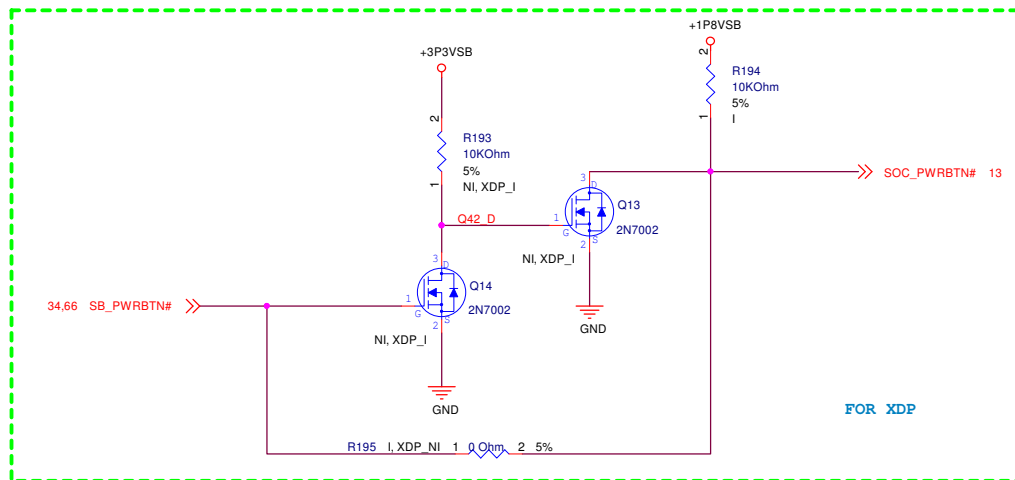 +1P8VSB
2
R194
10KOhm
5%
I
1
+3P3VSB
2
R193
10KOhm
5%
NI, XDP_I
1
SOC_PWRBTN# 13
3
D
Q13
2N7002
1
G
S
2
NI, XDP_I
GND
Q42_D
3
D
Q14
2N7002
1
G
S
2
NI, XDP_I
GND
34,66 SB_PWRBTN#
FOR XDP
R195 I, XDP_NI 1 0 Ohm 2 5%